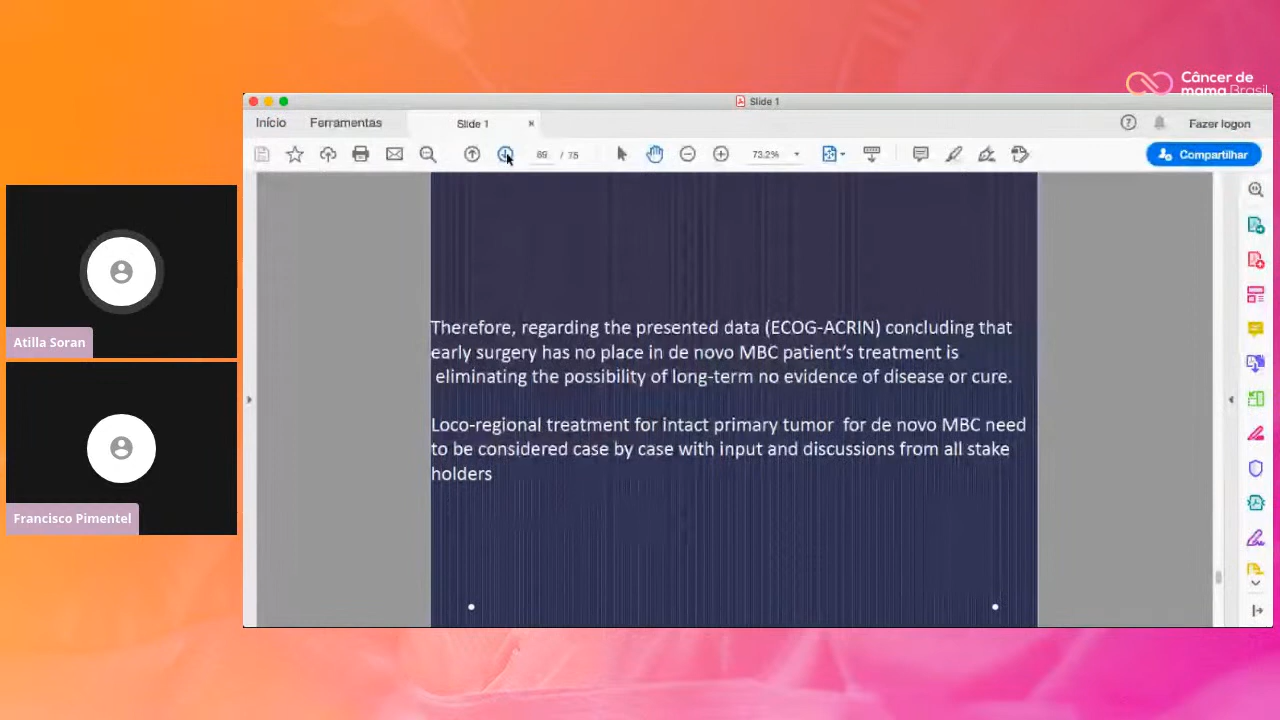 Câncer de
mama Brasil
Slide 1
Início
Ferramentas
Slide 1
×
Fazer logon
69 / 75
73.2%
Compartilhar
Therefore, regarding the presented data (ECOG-ACRIN) concluding that
early surgery has no place in de novo MBC patient's treatment is
eliminating the possibility of long-term no evidence of disease or cure.
Loco-regional treatment for intact primary tumor for de novo MBC need
to be considered case by case with input and discussions from all stake
holders
Atilla Soran
Francisco Pimentel